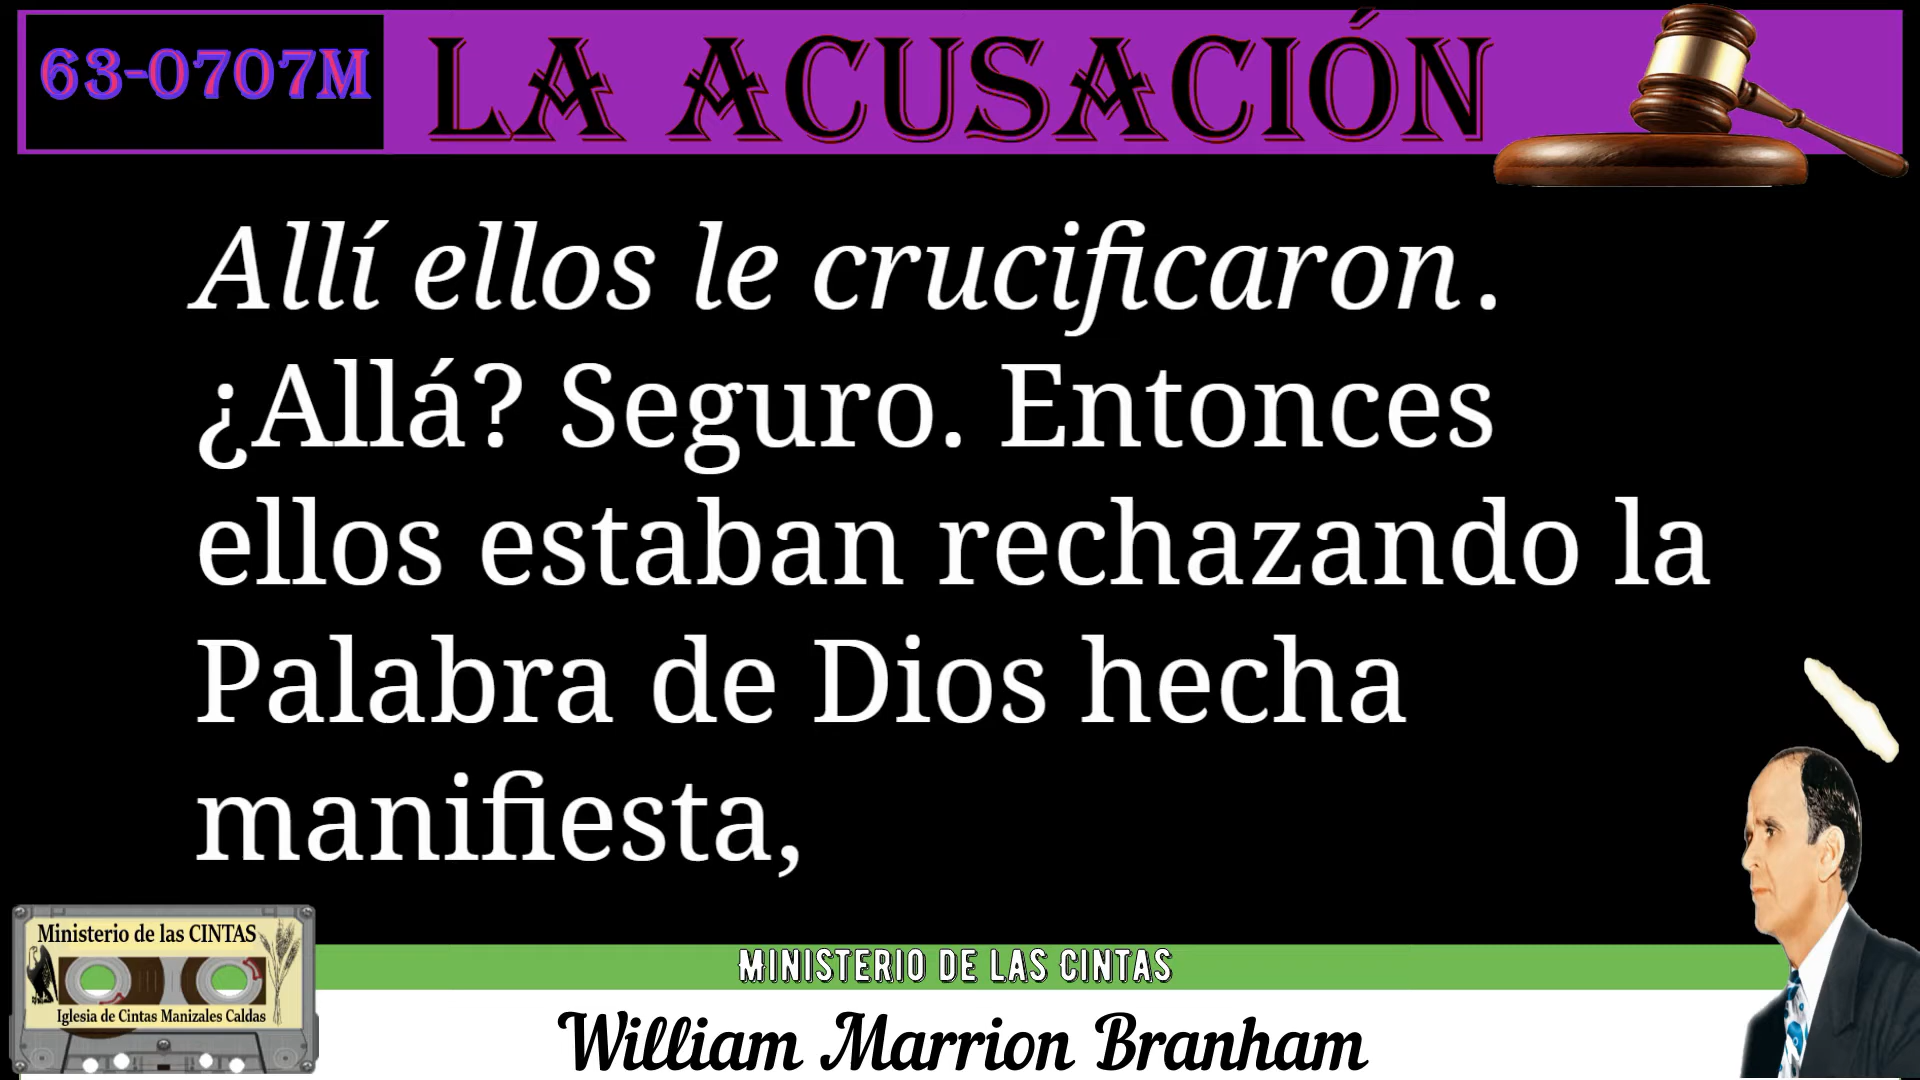 63-0707M
LA ACUSACIÓN
Allí ellos le crucificaron.
¿Allá? Seguro. Entonces
ellos estaban rechazando la
Palabra de Dios hecha
manifiesta,
Ministerio de las CINTAS
Iglesia de Cintas Manizales Caldas
MINISTERIO DE LAS CINTAS
William Marrion Branham